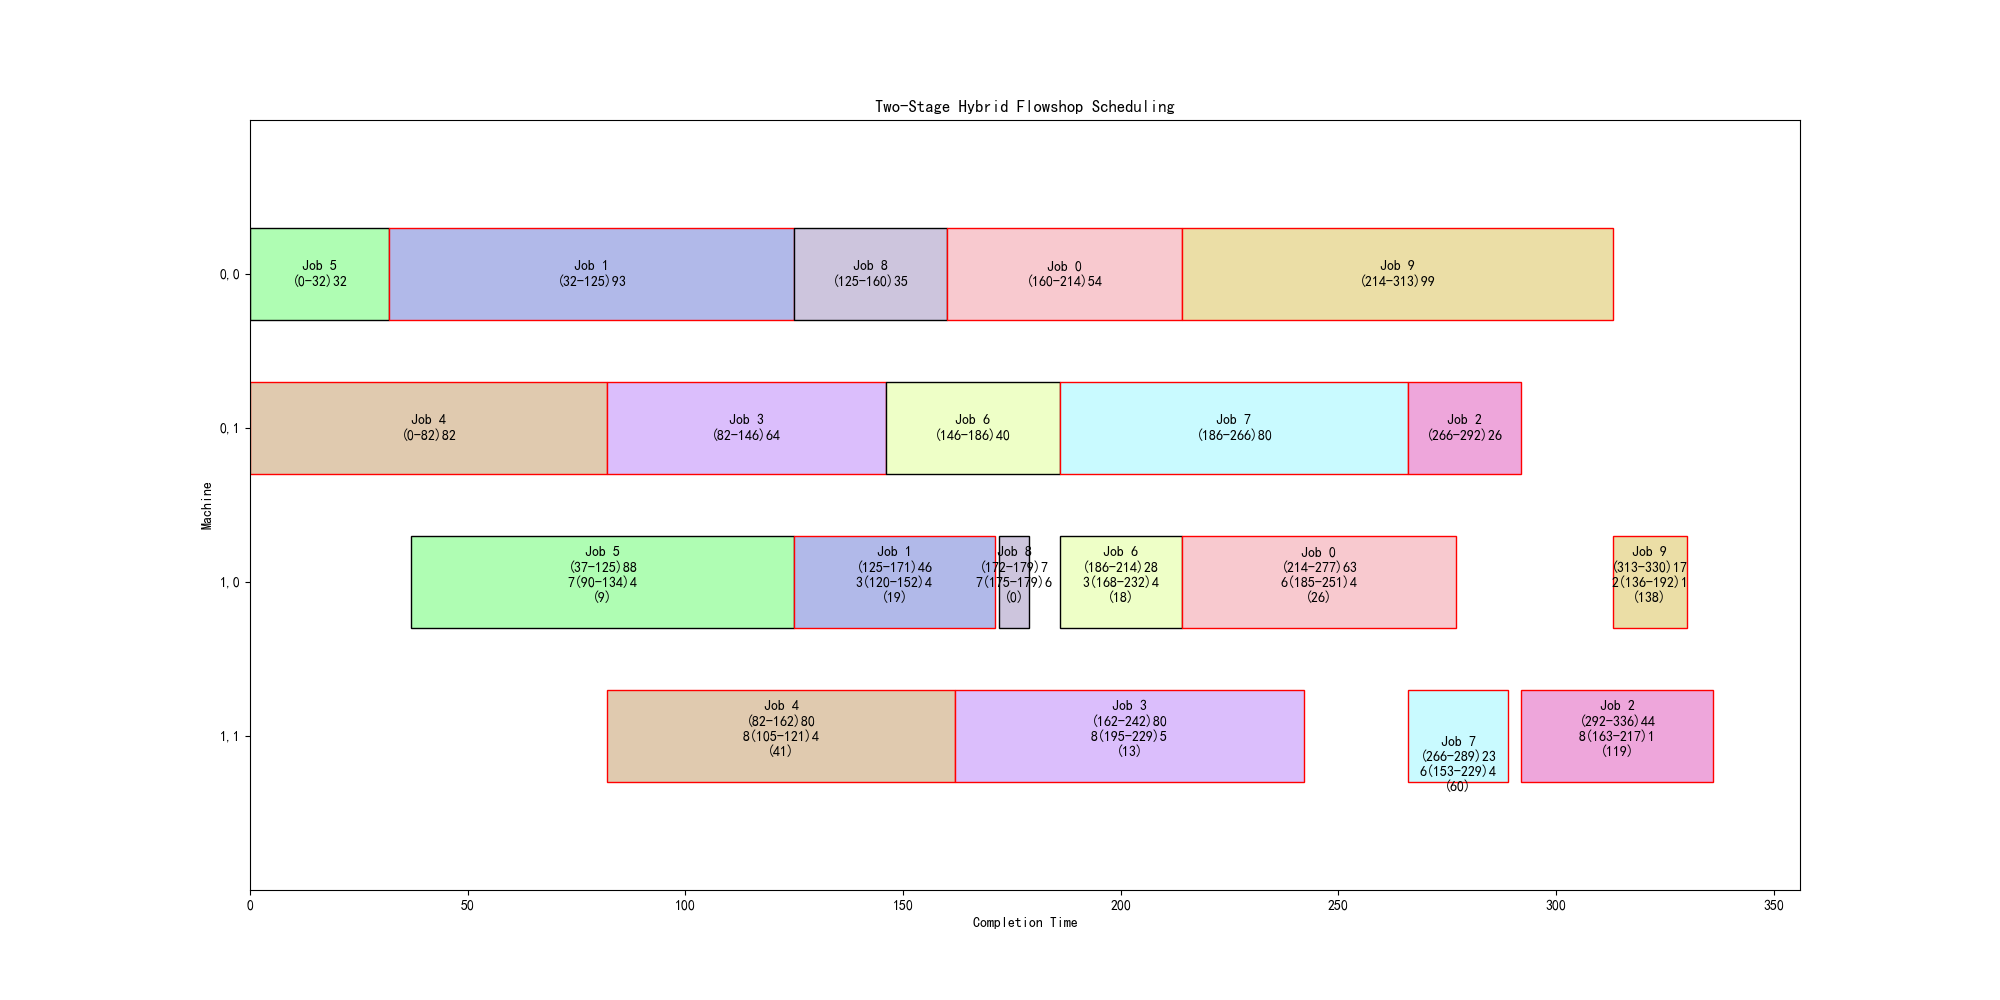 Two-Stage Hybrid Flowshop Scheduling
0,0
Job 5
(0-32)32
Job 1
(32-125)93
Job 8
(125-160)35
Job 0
(160-214)54
Job 9
(214-313)99
0,1
Job 4
(0-82)82
Job 3
(82-146)64
Job 6
(146-186)40
Job 7
(186-266)80
Job 2
(266-292)26
Machine
1,0
Job 5
(37-125)88
7(90-134)4
(9)
Job 1
(125-171)46
3(120-152)4
(19)
Job 8
(172-179)7
7(175-179)6
(0)
Job 6
(186-214)28
3(168-232)4
(18)
Job 0
(214-277)63
6(185-251)4
(26)
Job 9
(313-330)17
2(136-192)1
(138)
1,1
Job 4
(82-162)80
8(105-121)4
(41)
Job 3
(162-242)80
8(195-229)5
(13)
Job 7
(266-289)23
6(153-229)4
(60)
Job 2
(292-336)44
8(163-217)1
(119)
0 50 100 150 200 250 300 350
Completion Time